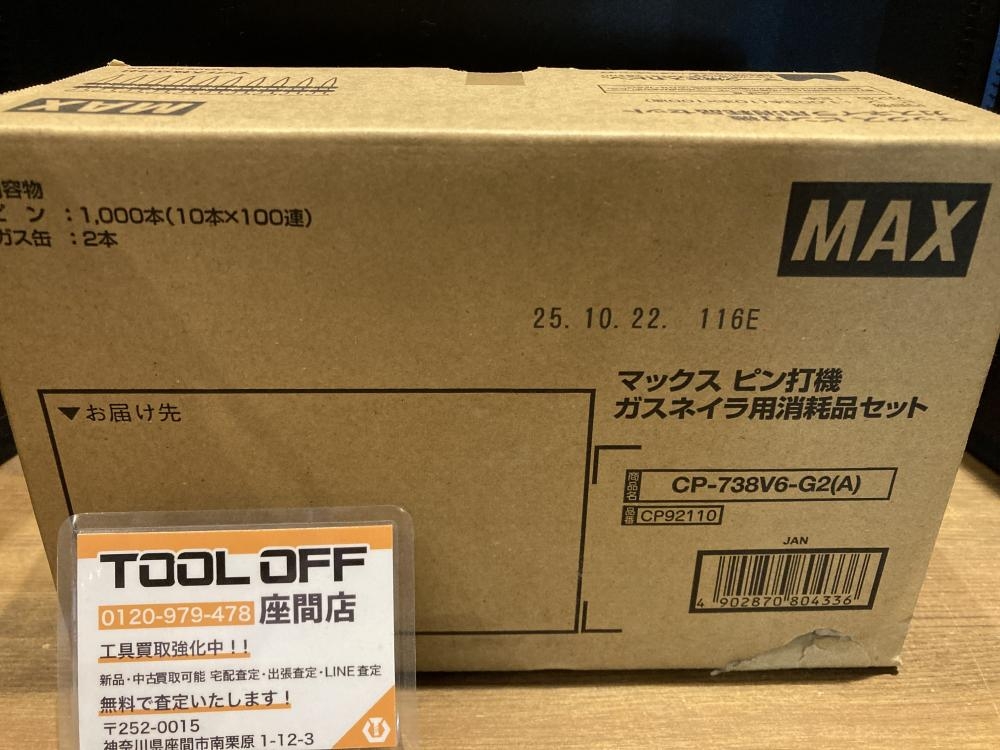 MAX
容物
ピン:1,000本(10本×100連)
ガス缶:2本
MAX
25.10.22. 116E
マックス ピン打機
ガスネイラ用消耗品セット
▼お届け先
商品名 CP-738V6-G2(A)
品番 CP92110
JAN
4 902870 804336
TOOL OFF
0120-979-478 座間店
工具買取強化中!!
新品・中古買取可能 宅配査定・出張査定・LINE査定
無料で査定いたします!
〒252-0015
神奈川県座間市南栗原 1-12-3